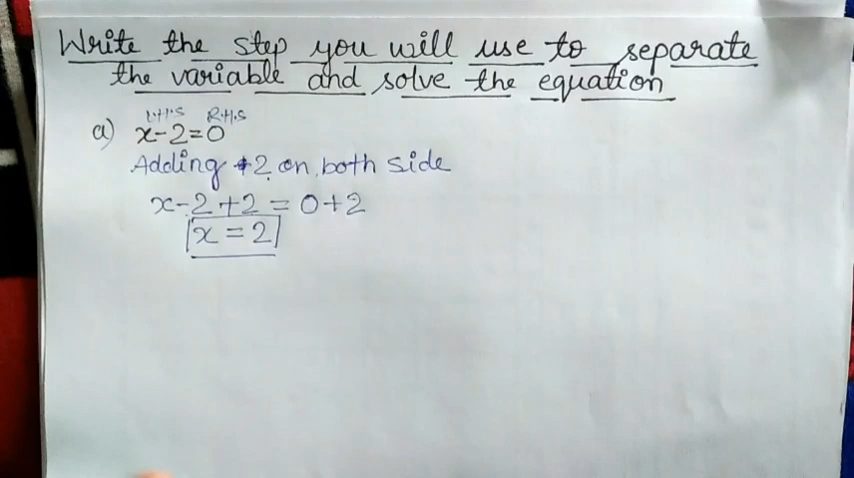 Write the step you will use to separate
the variable and solve the equation
L.H.S R.H.S
a) x-2=0
Adding +2 on both side
x-2+2=0+2
x=2